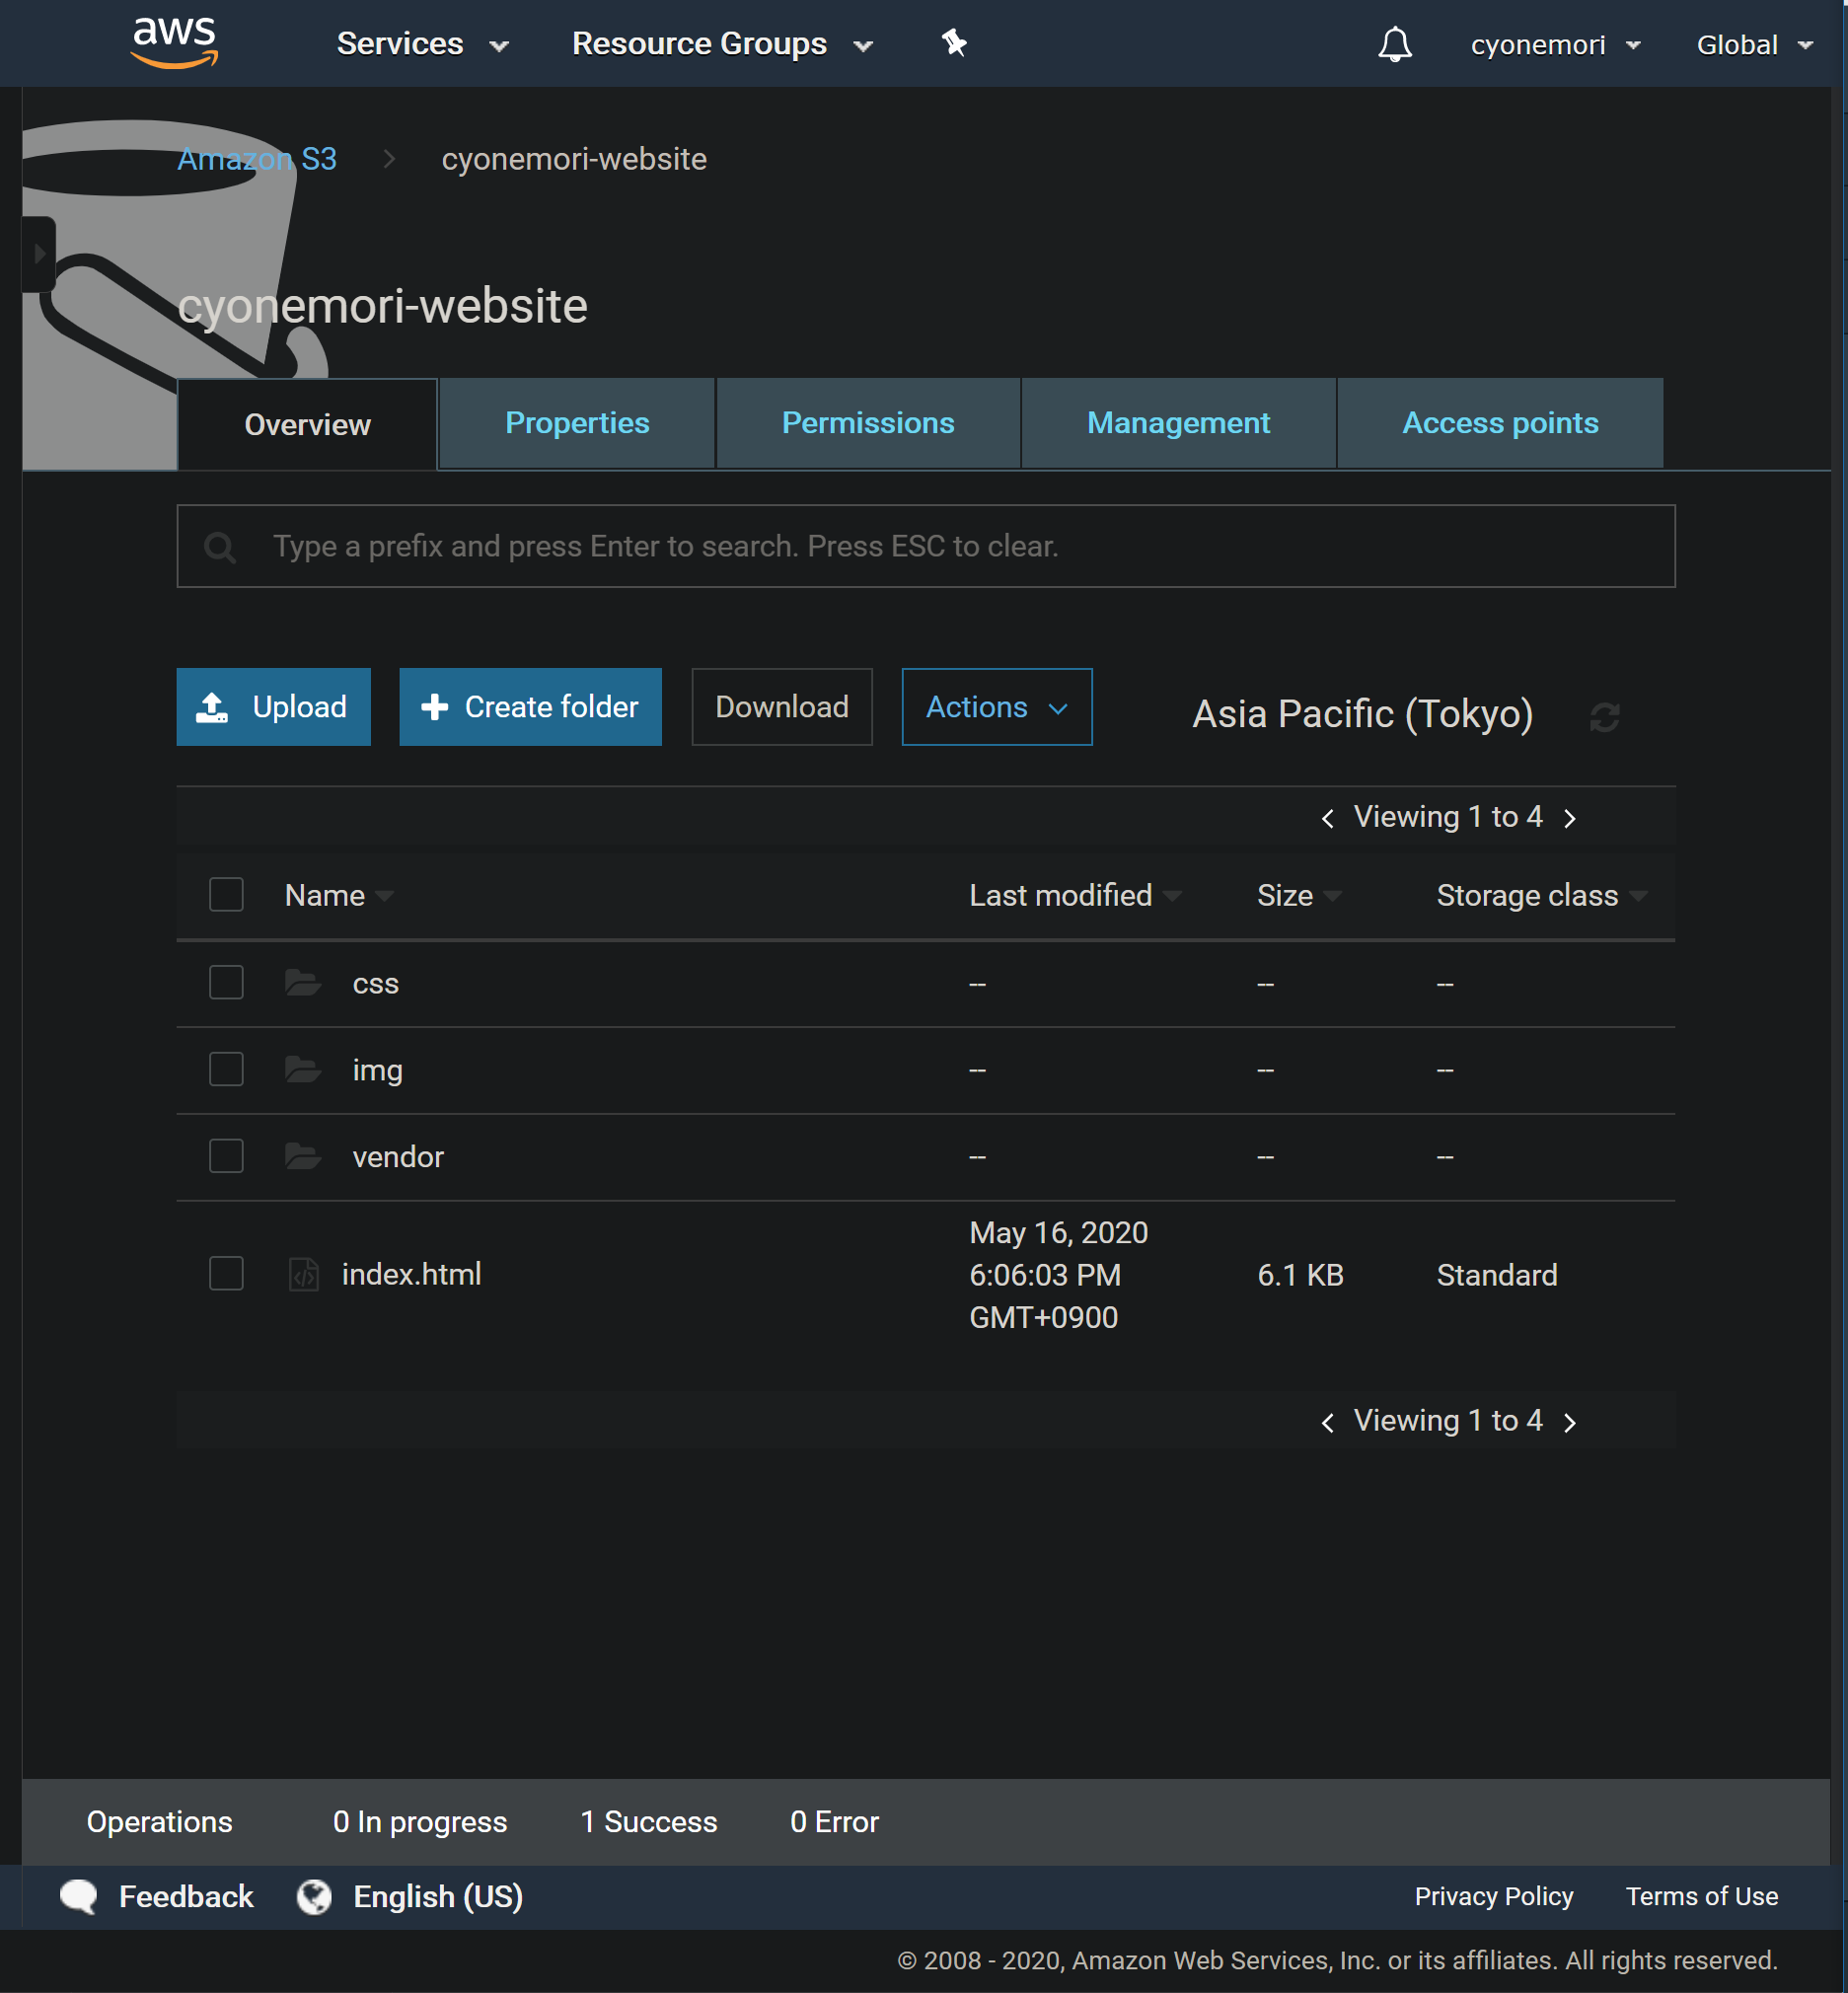 aws Services Resource Groups cyonemori Global
Amazon S3 cyonemori-website
cyonemori-website
Overview Properties Permissions Management Access points
Type a prefix and press Enter to search. Press ESC to clear.
Upload Create folder Download Actions Asia Pacific (Tokyo)
Viewing 1 to 4
Name Last modified Size Storage class
css -- -- --
img -- -- --
vendor -- -- --
index.html May 16, 2020 6:06:03 PM GMT+0900 6.1 KB Standard
Viewing 1 to 4
Operations 0 In progress 1 Success 0 Error
Feedback English (US) Privacy Policy Terms of Use
© 2008 - 2020, Amazon Web Services, Inc. or its affiliates. All rights reserved.